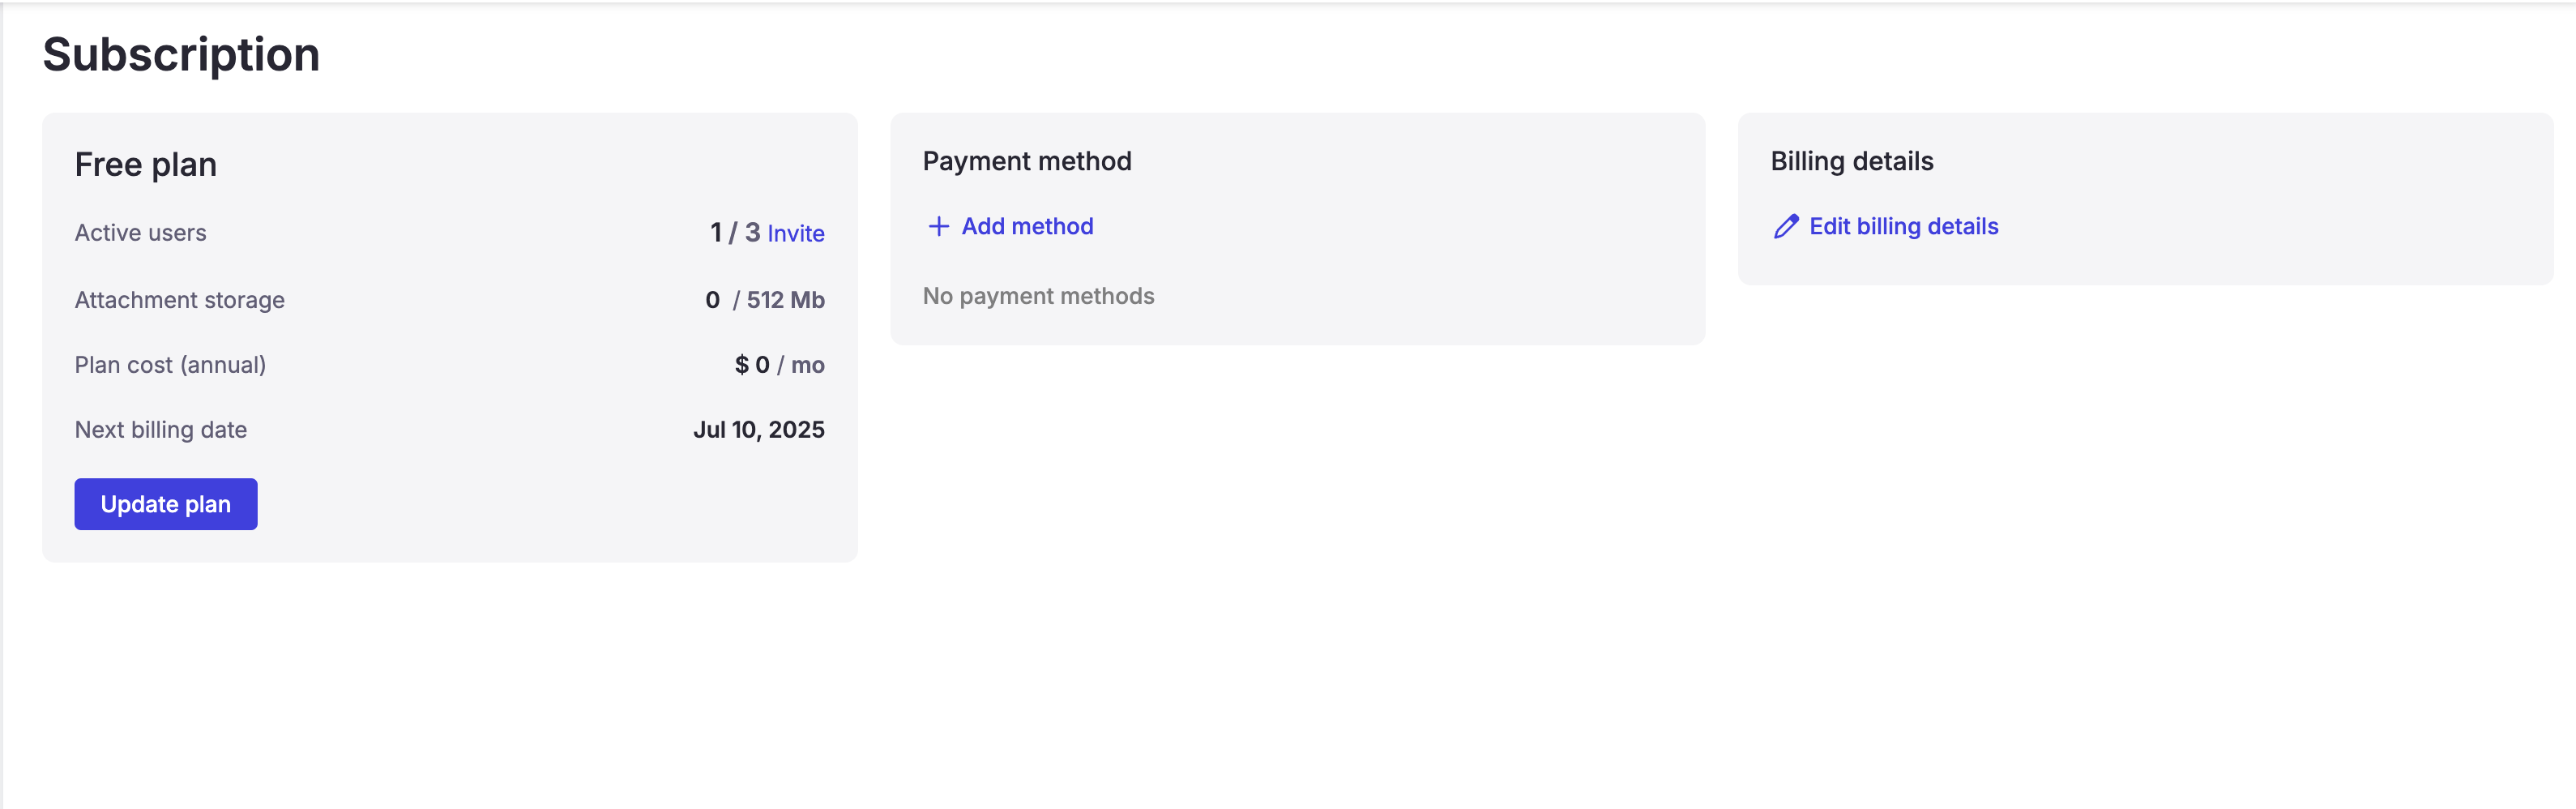 Subscription
Free plan
Active users 1 / 3 Invite
Attachment storage 0 / 512 Mb
Plan cost (annual) $ 0 / mo
Next billing date Jul 10, 2025
Update plan
Payment method
Add method
No payment methods
Billing details
Edit billing details